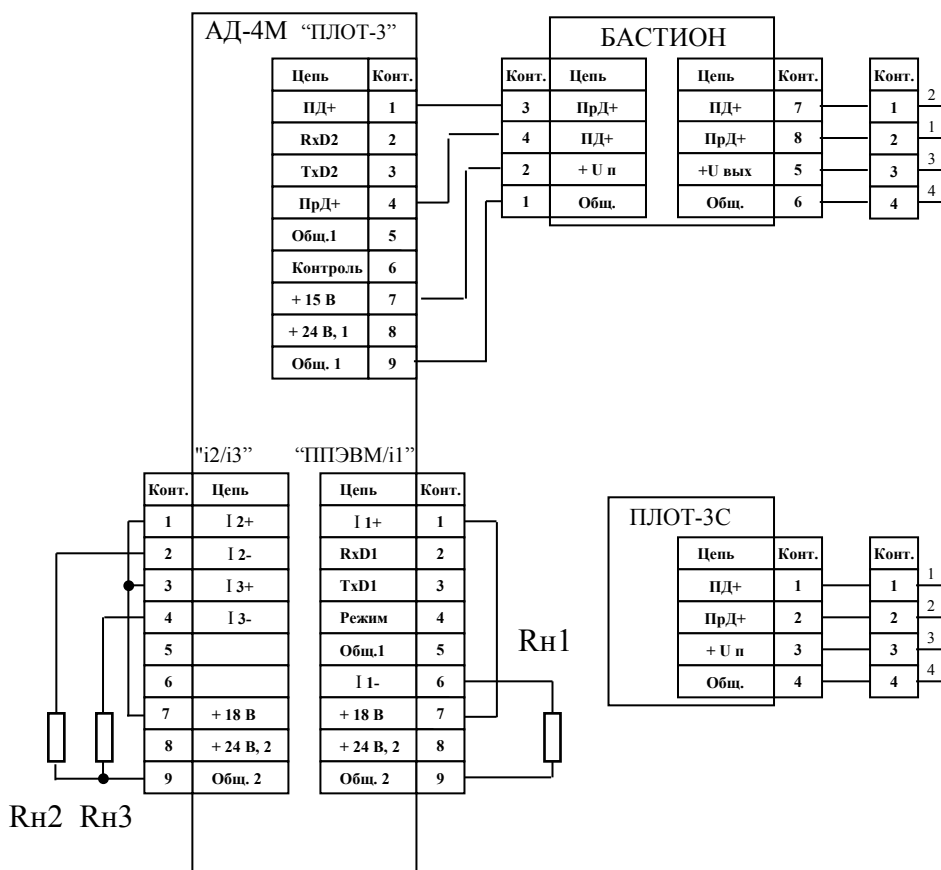 АД-4М “ПЛОТ-3”
Цепь Конт.
ПД+ 1
RxD2 2
TxD2 3
ПрД+ 4
Общ.1 5
Контроль 6
+ 15 В 7
+ 24 В, 1 8
Общ. 1 9
БАСТИОН
Конт. Цепь
3 ПрД+
4 ПД+
2 + U п
1 Общ.
Цепь Конт.
ПД+ 7
ПрД+ 8
+U вых 5
Общ. 6
Конт.
1 2
2 1
3 3
4 4
"i2/i3”
Конт. Цепь
1 I 2+
2 I 2-
3 I 3+
4 I 3-
5
6
7 + 18 В
8 + 24 В, 2
9 Общ. 2
Rн2 Rн3
“ППЭВМ/i1”
Цепь Конт.
I 1+ 1
RxD1 2
TxD1 3
Режим 4
Общ.1 5
I 1- 6
+ 18 В 7
+ 24 В, 2 8
Общ. 2 9
Rн1
ПЛОТ-3С
Цепь Конт.
ПД+ 1
ПрД+ 2
+ U п 3
Общ. 4
Конт.
1 1
2 2
3 3
4 4